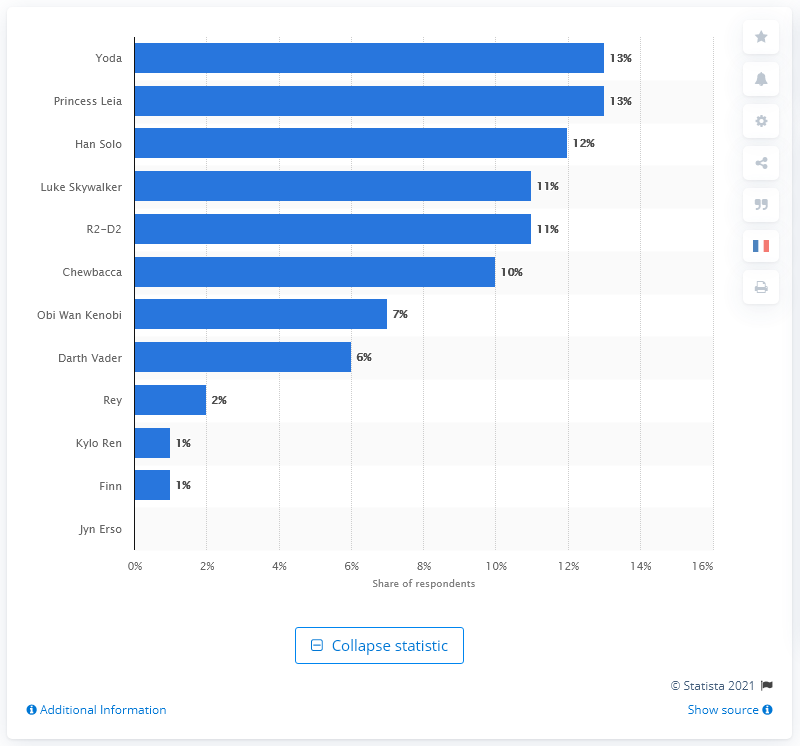 Yoda 13%
Princess Leia 13%
Han Solo 12%
Luke Skywalker 11%
R2-D2 11%
Chewbacca 10%
Obi Wan Kenobi 7%
Darth Vader 6%
Rey 2%
Kylo Ren 1%
Finn 1%
Jyn Erso
0% 2% 4% 6% 8% 10% 12% 14% 16%
Share of respondents
Collapse statistic
© Statista 2021
Additional Information Show source